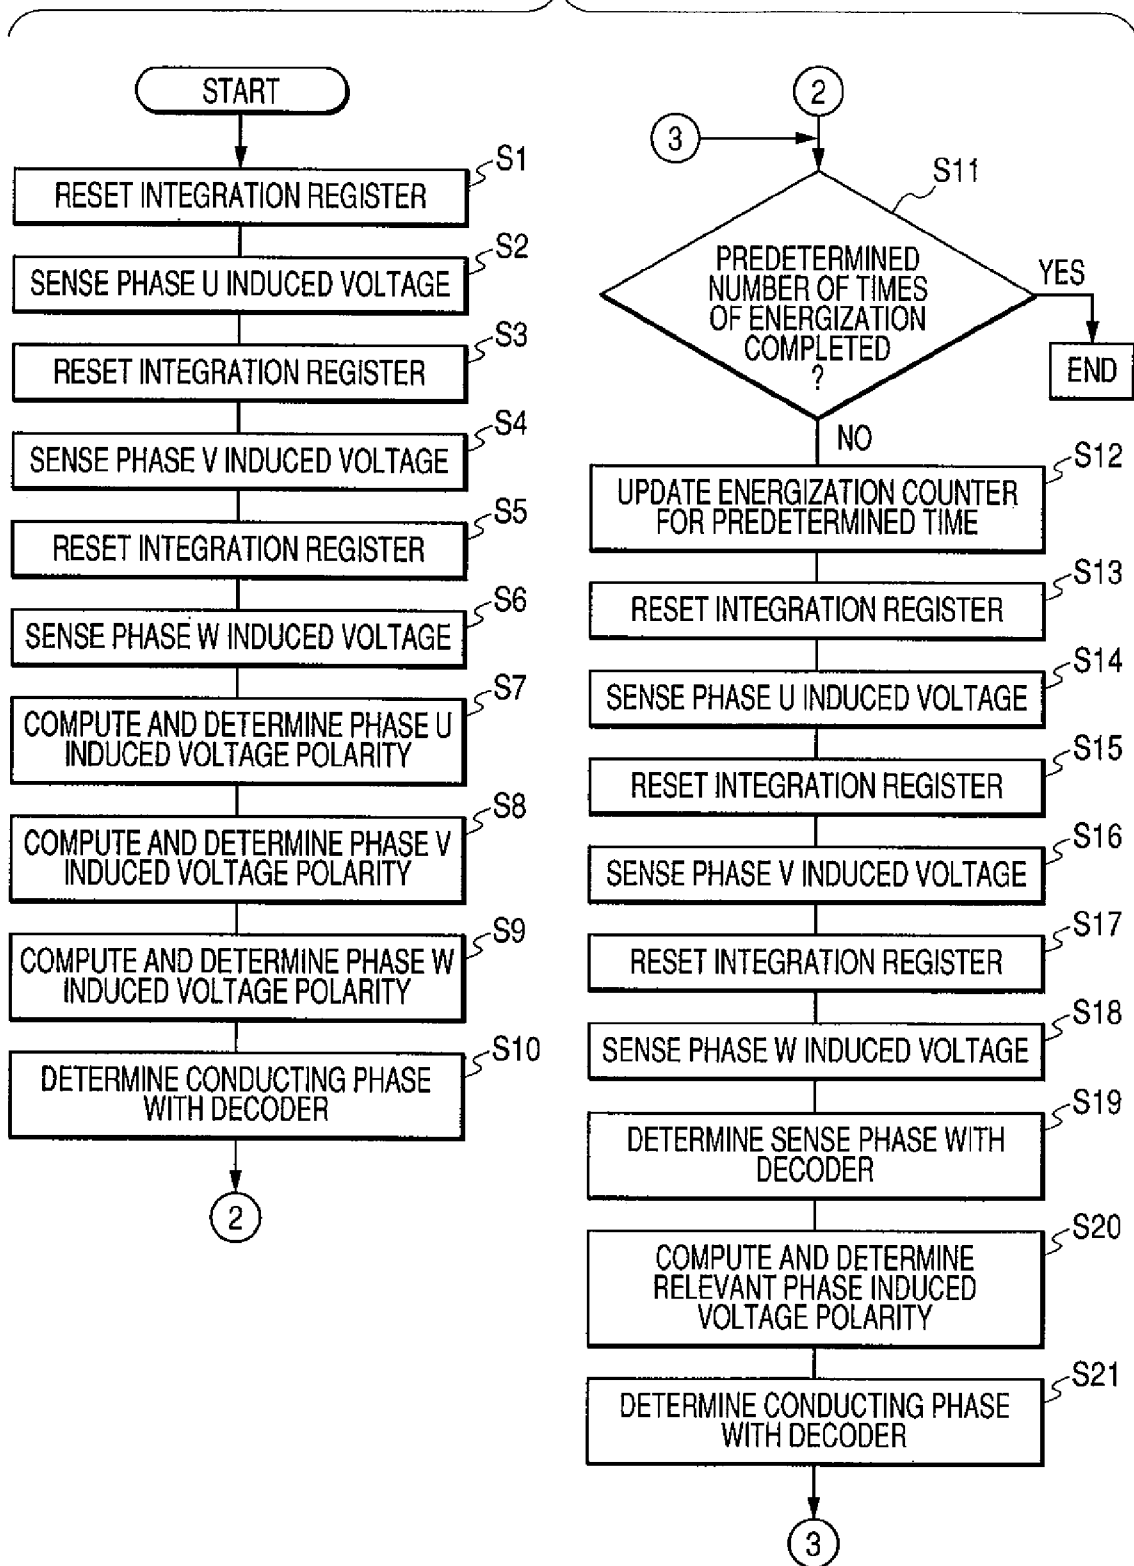 START
RESET INTEGRATION REGISTER
S1
SENSE PHASE U INDUCED VOLTAGE
S2
RESET INTEGRATION REGISTER
S3
SENSE PHASE V INDUCED VOLTAGE
S4
RESET INTEGRATION REGISTER
S5
SENSE PHASE W INDUCED VOLTAGE
S6
COMPUTE AND DETERMINE PHASE U
INDUCED VOLTAGE POLARITY
S7
COMPUTE AND DETERMINE PHASE V
INDUCED VOLTAGE POLARITY
S8
COMPUTE AND DETERMINE PHASE W
INDUCED VOLTAGE POLARITY
S9
DETERMINE CONDUCTING PHASE
WITH DECODER
S10
2
2
3
S11
PREDETERMINED
NUMBER OF TIMES
OF ENERGIZATION
COMPLETED
?
YES
END
NO
UPDATE ENERGIZATION COUNTER
FOR PREDETERMINED TIME
S12
RESET INTEGRATION REGISTER
S13
SENSE PHASE U INDUCED VOLTAGE
S14
RESET INTEGRATION REGISTER
S15
SENSE PHASE V INDUCED VOLTAGE
S16
RESET INTEGRATION REGISTER
S17
SENSE PHASE W INDUCED VOLTAGE
S18
DETERMINE SENSE PHASE WITH
DECODER
S19
COMPUTE AND DETERMINE
RELEVANT PHASE INDUCED
VOLTAGE POLARITY
S20
DETERMINE CONDUCTING PHASE
WITH DECODER
S21
3